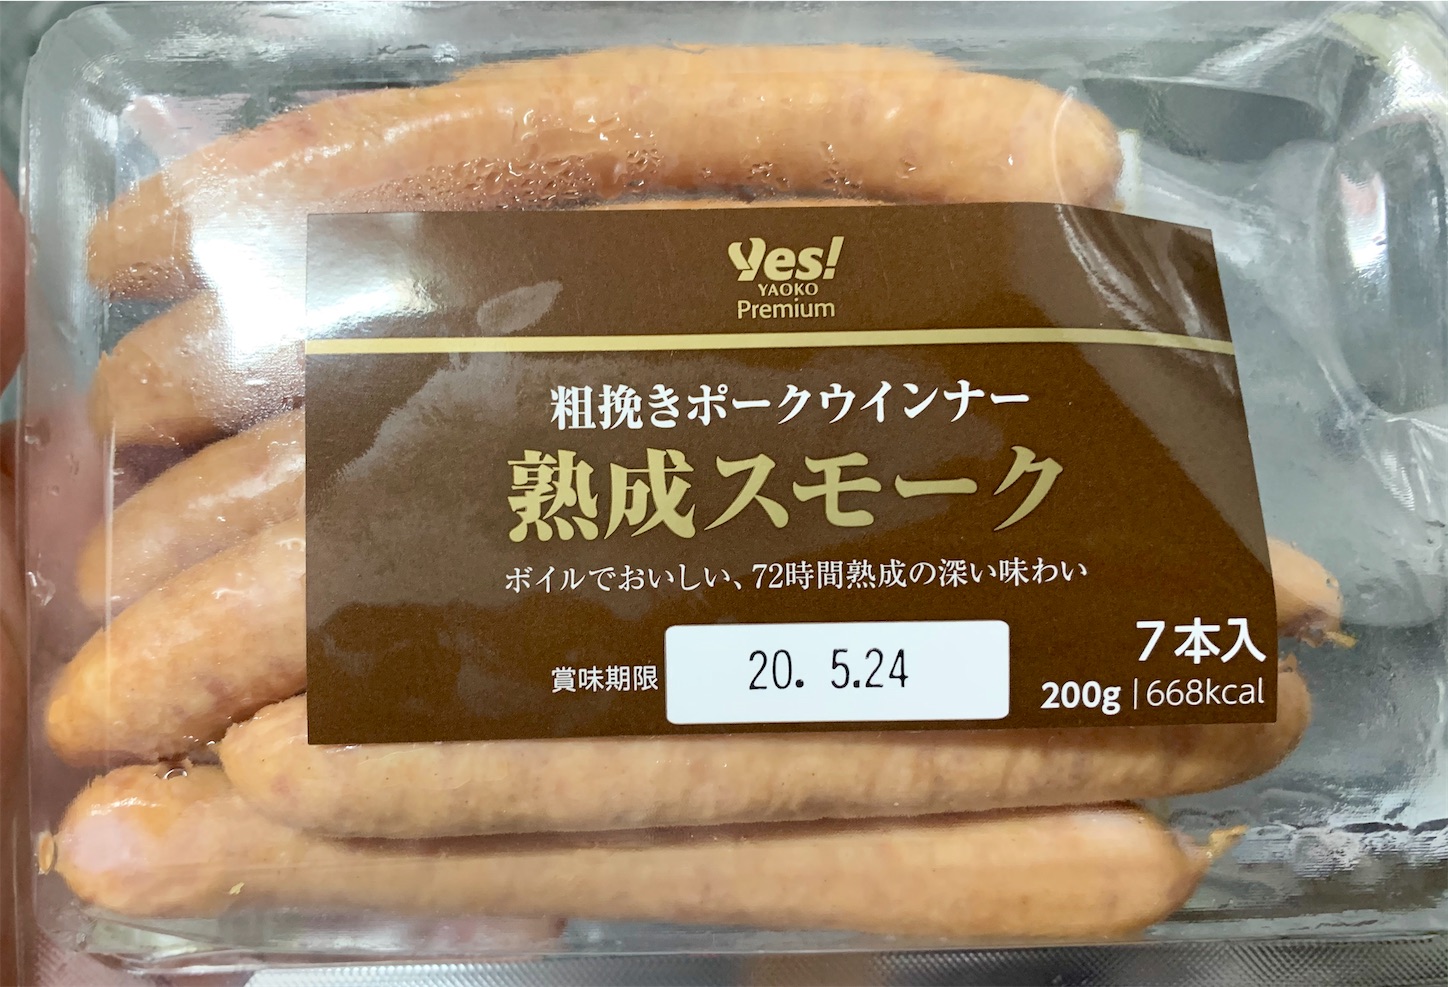 Yes!
YAOKO
Premium
粗挽きポークウインナー
熟成スモーク
ボイルでおいしい、72時間熟成の深い味わい
賞味期限 20. 5.24
7本入
200g | 668kcal